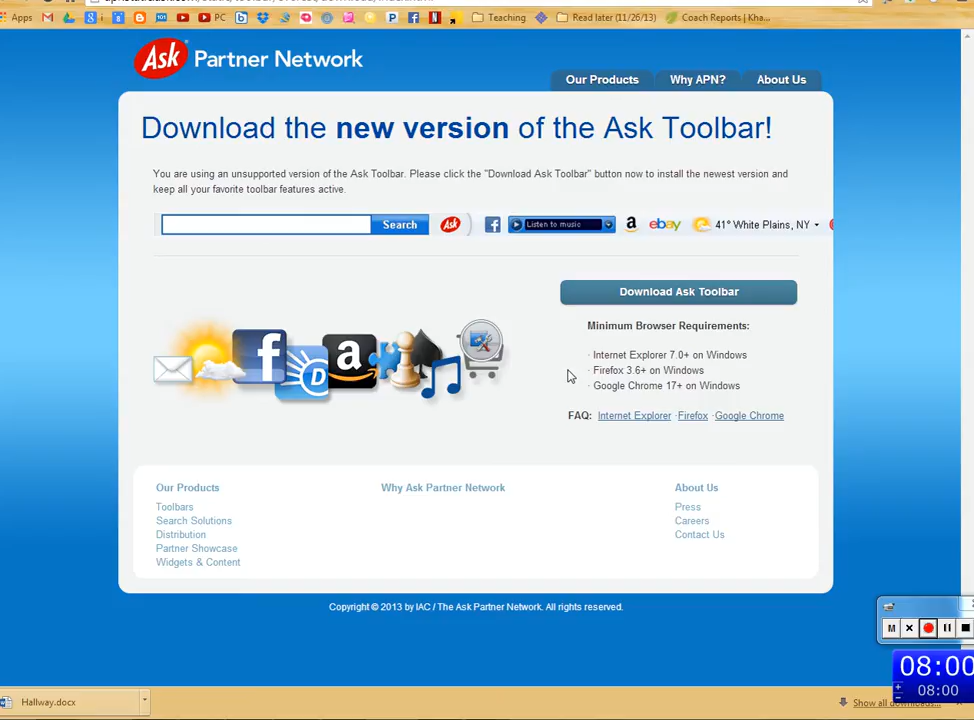 Apps
PC
Teaching
Read later (11/26/13)
Coach Reports | Kha...
Ask Partner Network
Our Products
Why APN?
About Us
Download the new version of the Ask Toolbar!
You are using an unsupported version of the Ask Toolbar. Please click the "Download Ask Toolbar" button now to install the newest version and
keep all your favorite toolbar features active.
Search
Ask
Listen to music
a
ebay
41° White Plains, NY
Download Ask Toolbar
Minimum Browser Requirements:
· Internet Explorer 7.0+ on Windows
· Firefox 3.6+ on Windows
· Google Chrome 17+ on Windows
FAQ: Internet Explorer · Firefox · Google Chrome
Our Products
Toolbars
Search Solutions
Distribution
Partner Showcase
Widgets & Content
Why Ask Partner Network
About Us
Press
Careers
Contact Us
Copyright © 2013 by IAC / The Ask Partner Network. All rights reserved.
M
08:00
08:00
Hallway.docx
Show all downloads...